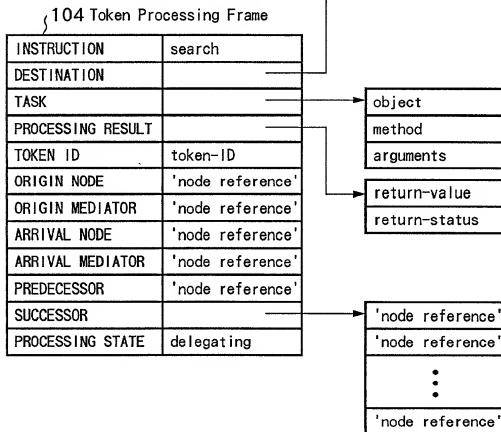 104 Token Processing Frame
INSTRUCTION search
DESTINATION
TASK
PROCESSING RESULT
TOKEN ID token-ID
ORIGIN NODE 'node reference'
ORIGIN MEDIATOR 'node reference'
ARRIVAL NODE 'node reference'
ARRIVAL MEDIATOR 'node reference'
PREDECESSOR 'node reference'
SUCCESSOR
PROCESSING STATE delegating
object
method
arguments
return-value
return-status
'node reference'
'node reference'
'node reference'